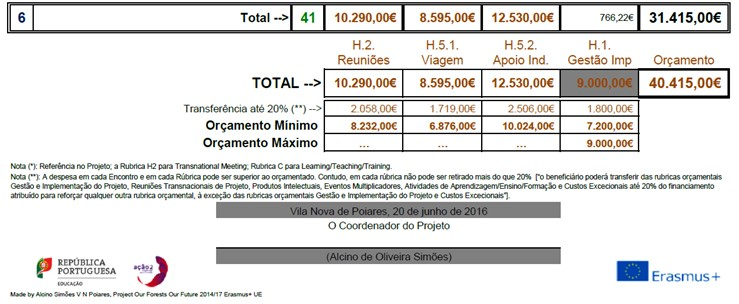 6 Total --> 41 10.290,00€ 8.595,00€ 12.530,00€ 766,22€ 31.415,00€
H.2. H.5.1. H.5.2. H.1.
Reuniões Viagem Apoio Ind. Gestão Imp Orçamento
TOTAL --> 10.290,00€ 8.595,00€ 12.530,00€ 9.000,00€ 40.415,00€
Transferência até 20% (**) --> 2.058,00€ 1.719,00€ 2.506,00€ 1.800,00€
Orçamento Mínimo 8.232,00€ 6.876,00€ 10.024,00€ 7.200,00€
Orçamento Máximo ... ... ... 9.000,00€
Nota (*): Referência no Projeto; a Rubrica H2 para Transnational Meeting; Rubrica C para Learning/Teaching/Training.
Nota (**): A despesa em cada Encontro e em cada Rúbrica pode ser superior ao orçamentado. Contudo, em cada rúbrica não pode ser retirado mais do que 20% ["o beneficiário poderá transferir das rubricas orçamentais
Gestão e Implementação do Projeto, Reuniões Transnacionais de Projeto, Produtos Intelectuais, Eventos Multiplicadores, Atividades de Aprendizagem/Ensino/Formação e Custos Excecionais até 20% do financiamento
atribuído para reforçar qualquer outra rubrica orçamental, à exceção das rubricas orçamentais Gestão e Implementação do Projeto e Custos Excecionais"].
Vila Nova de Poiares, 20 de junho de 2016
O Coordenador do Projeto
(Alcino de Oliveira Simões)
REPÚBLICA
PORTUGUESA
EDUCAÇÃO
ação
Erasmus+
Made by Alcino Simões V N Poiares, Project Our Forests Our Future 2014/17 Erasmus+ UE